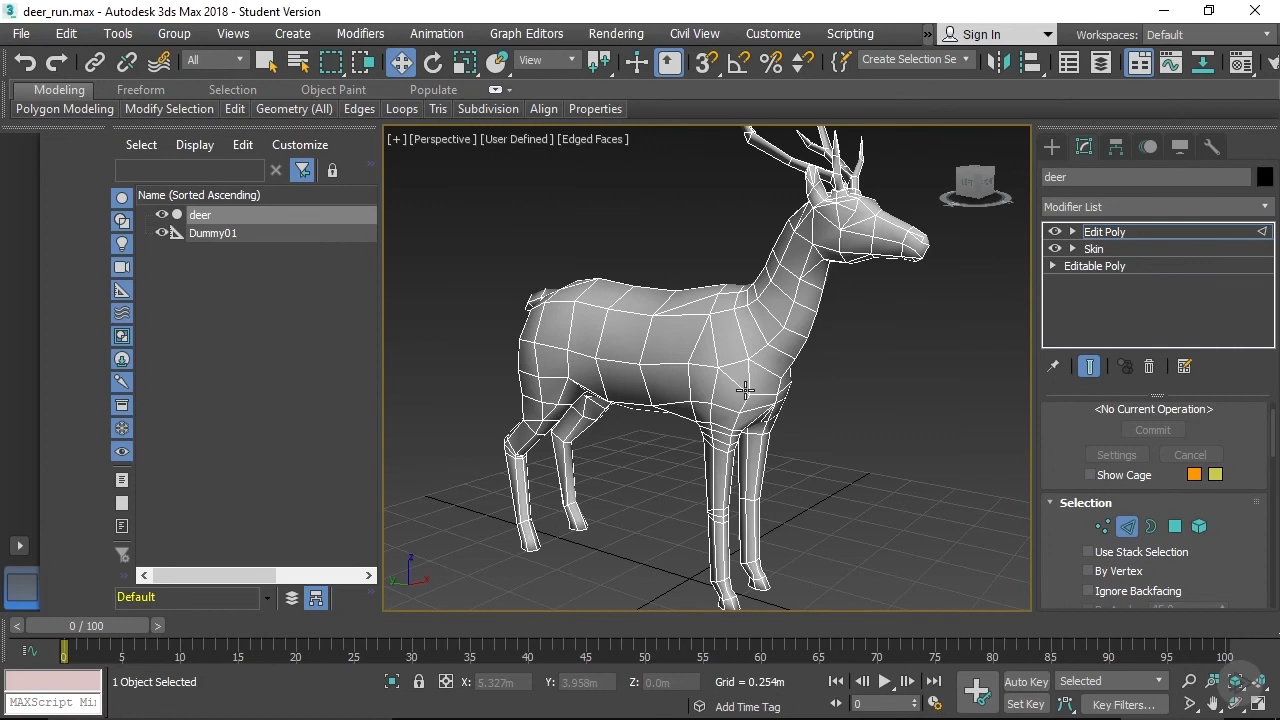 deer_run.max - Autodesk 3ds Max 2018 - Student Version
File Edit Tools Group Views Create Modifiers Animation Graph Editors Rendering Civil View Customize Scripting » Sign In Workspaces: Default
All View Create Selection Se
Modeling Freeform Selection Object Paint Populate
Polygon Modeling Modify Selection Edit Geometry (All) Edges Loops Tris Subdivision Align Properties
Select Display Edit Customize
[+] [Perspective] [User Defined] [Edged Faces]
Name (Sorted Ascending)
deer
Dummy01
deer
Modifier List
Edit Poly
Skin
Editable Poly
<No Current Operation>
Commit
Settings Cancel
Show Cage
Selection
Use Stack Selection
By Vertex
Ignore Backfacing
z
y x
Default
< 0 / 100 >
0 5 10 15 20 25 30 35 40 45 50 55 60 65 70 75 80 85 90 95 100
1 Object Selected X: 5.327m Y: 3.958m Z: 0.0m Grid = 0.254m Auto Key Selected
MAXScript Mi Add Time Tag 0 Set Key Key Filters...